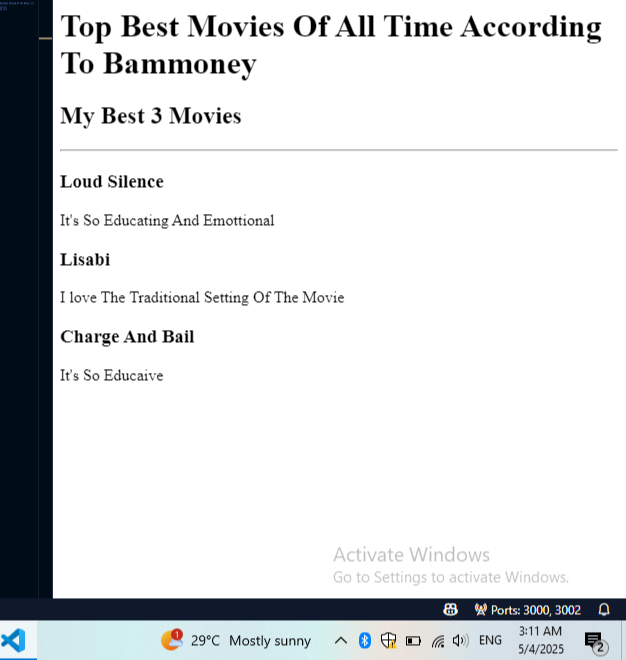 Top Best Movies Of All Time According
To Bammoney
My Best 3 Movies
Loud Silence
It's So Educating And Emottional
Lisabi
I love The Traditional Setting Of The Movie
Charge And Bail
It's So Educaive
Activate Windows
Go to Settings to activate Windows.
Ports: 3000, 3002
1
29°C Mostly sunny
ENG
3:11 AM
5/4/2025
2